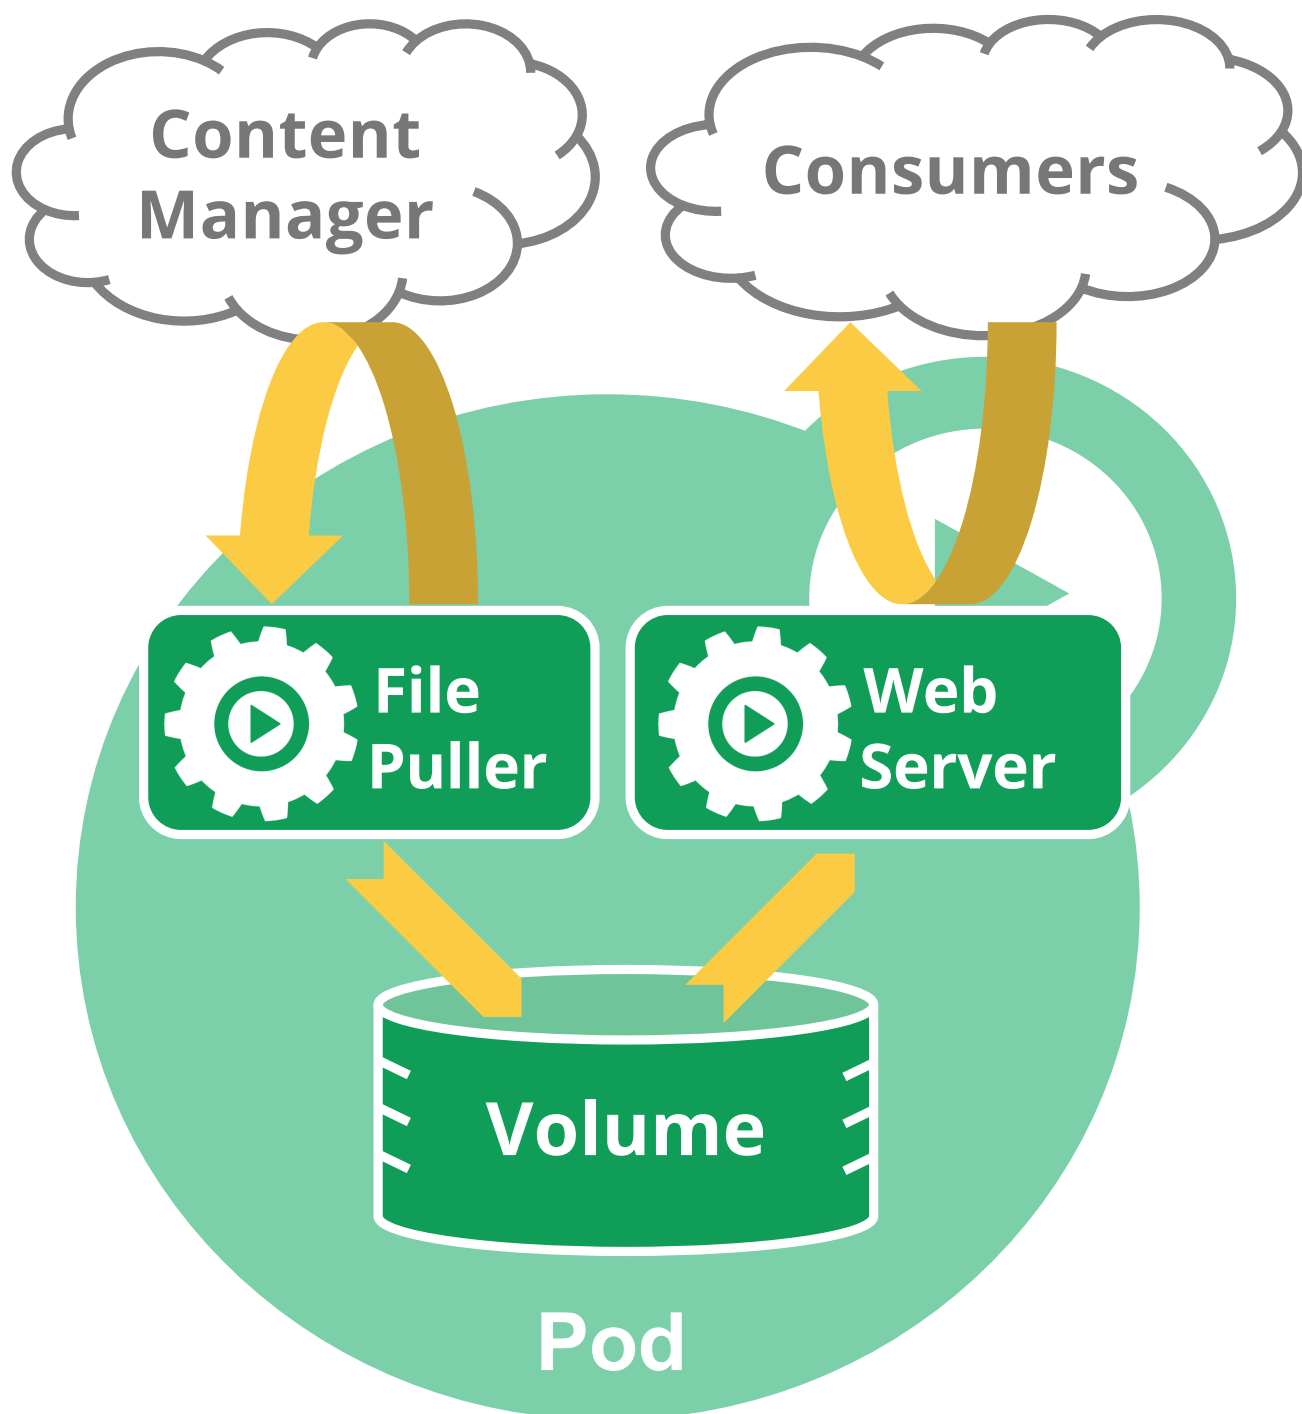 Content
Manager
Consumers
File
Puller
Web
Server
Volume
Pod